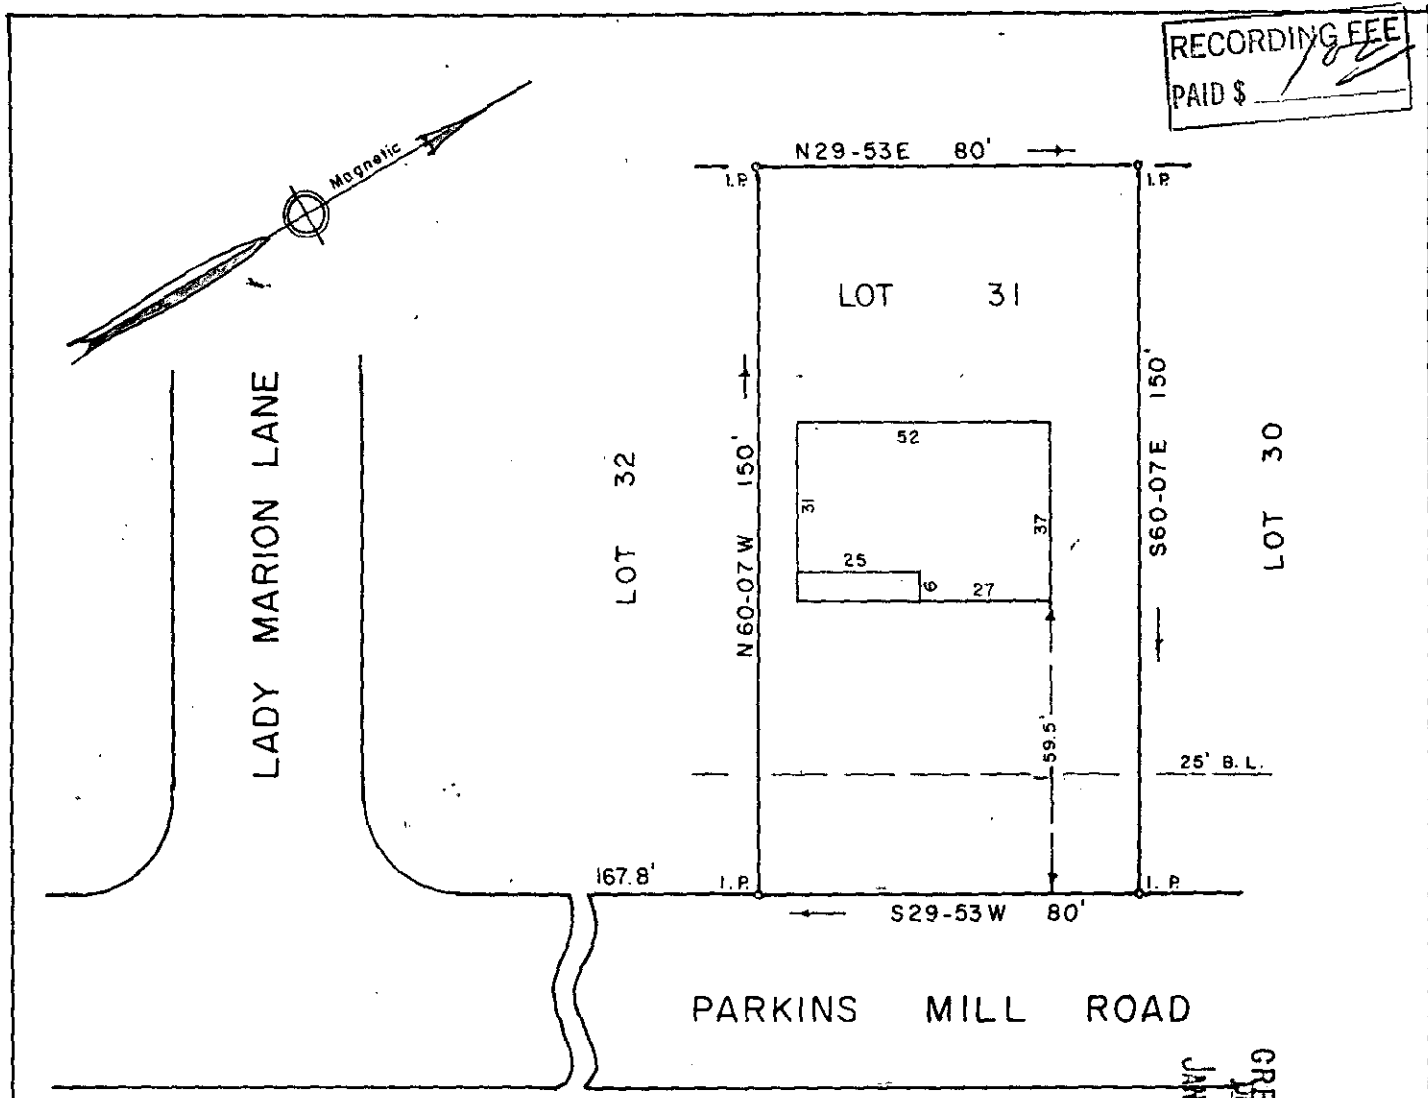 RECORDING FEE
PAID $
N29-53E 80'
Magnetic
I.P.
I.P.
LOT 31
LADY MARION LANE
LOT 32
N60-07W 150'
S60-07E 150'
LOT 30
52
31
37
25
6
27
59.5'
25' B.L.
167.8'
I.P.
I.P.
S29-53W 80'
PARKINS MILL ROAD